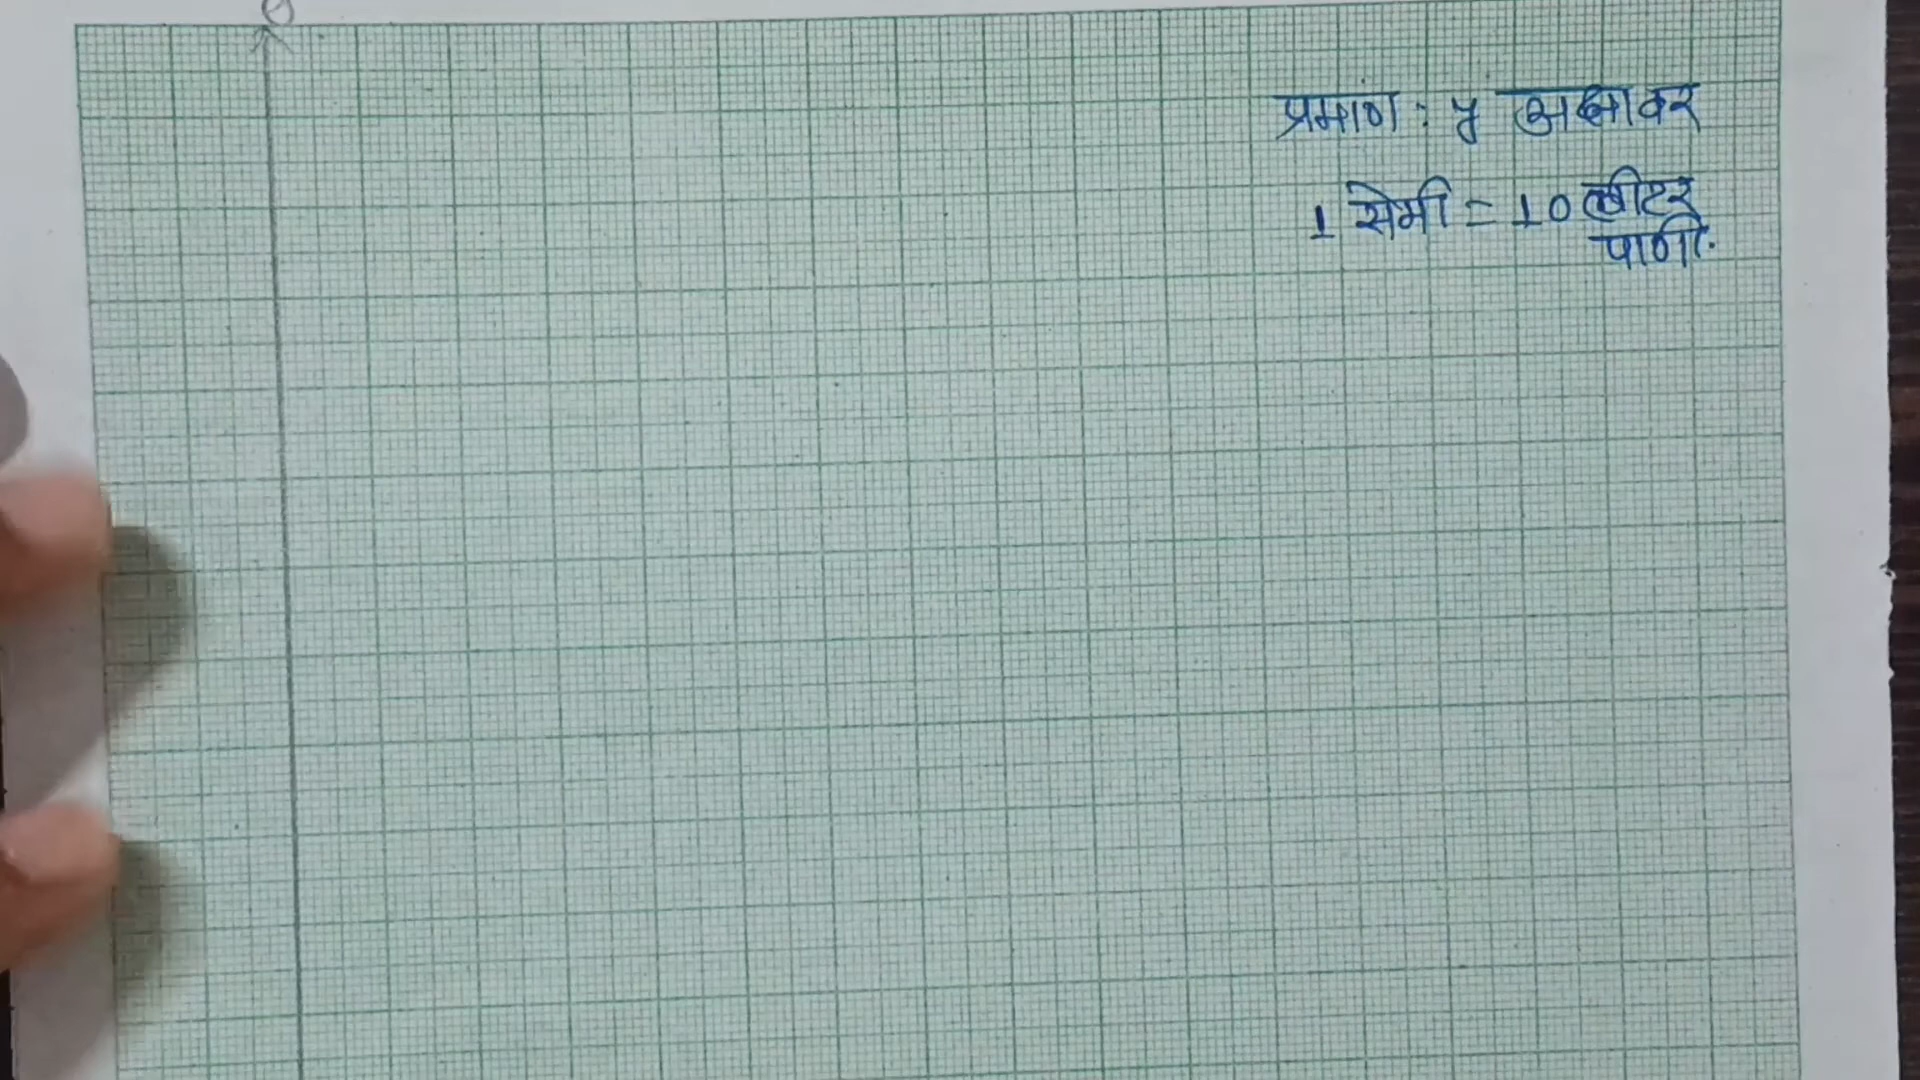 प्रमाण : y अक्षावर
1 सेमी = 10 लीटर
पाणी.